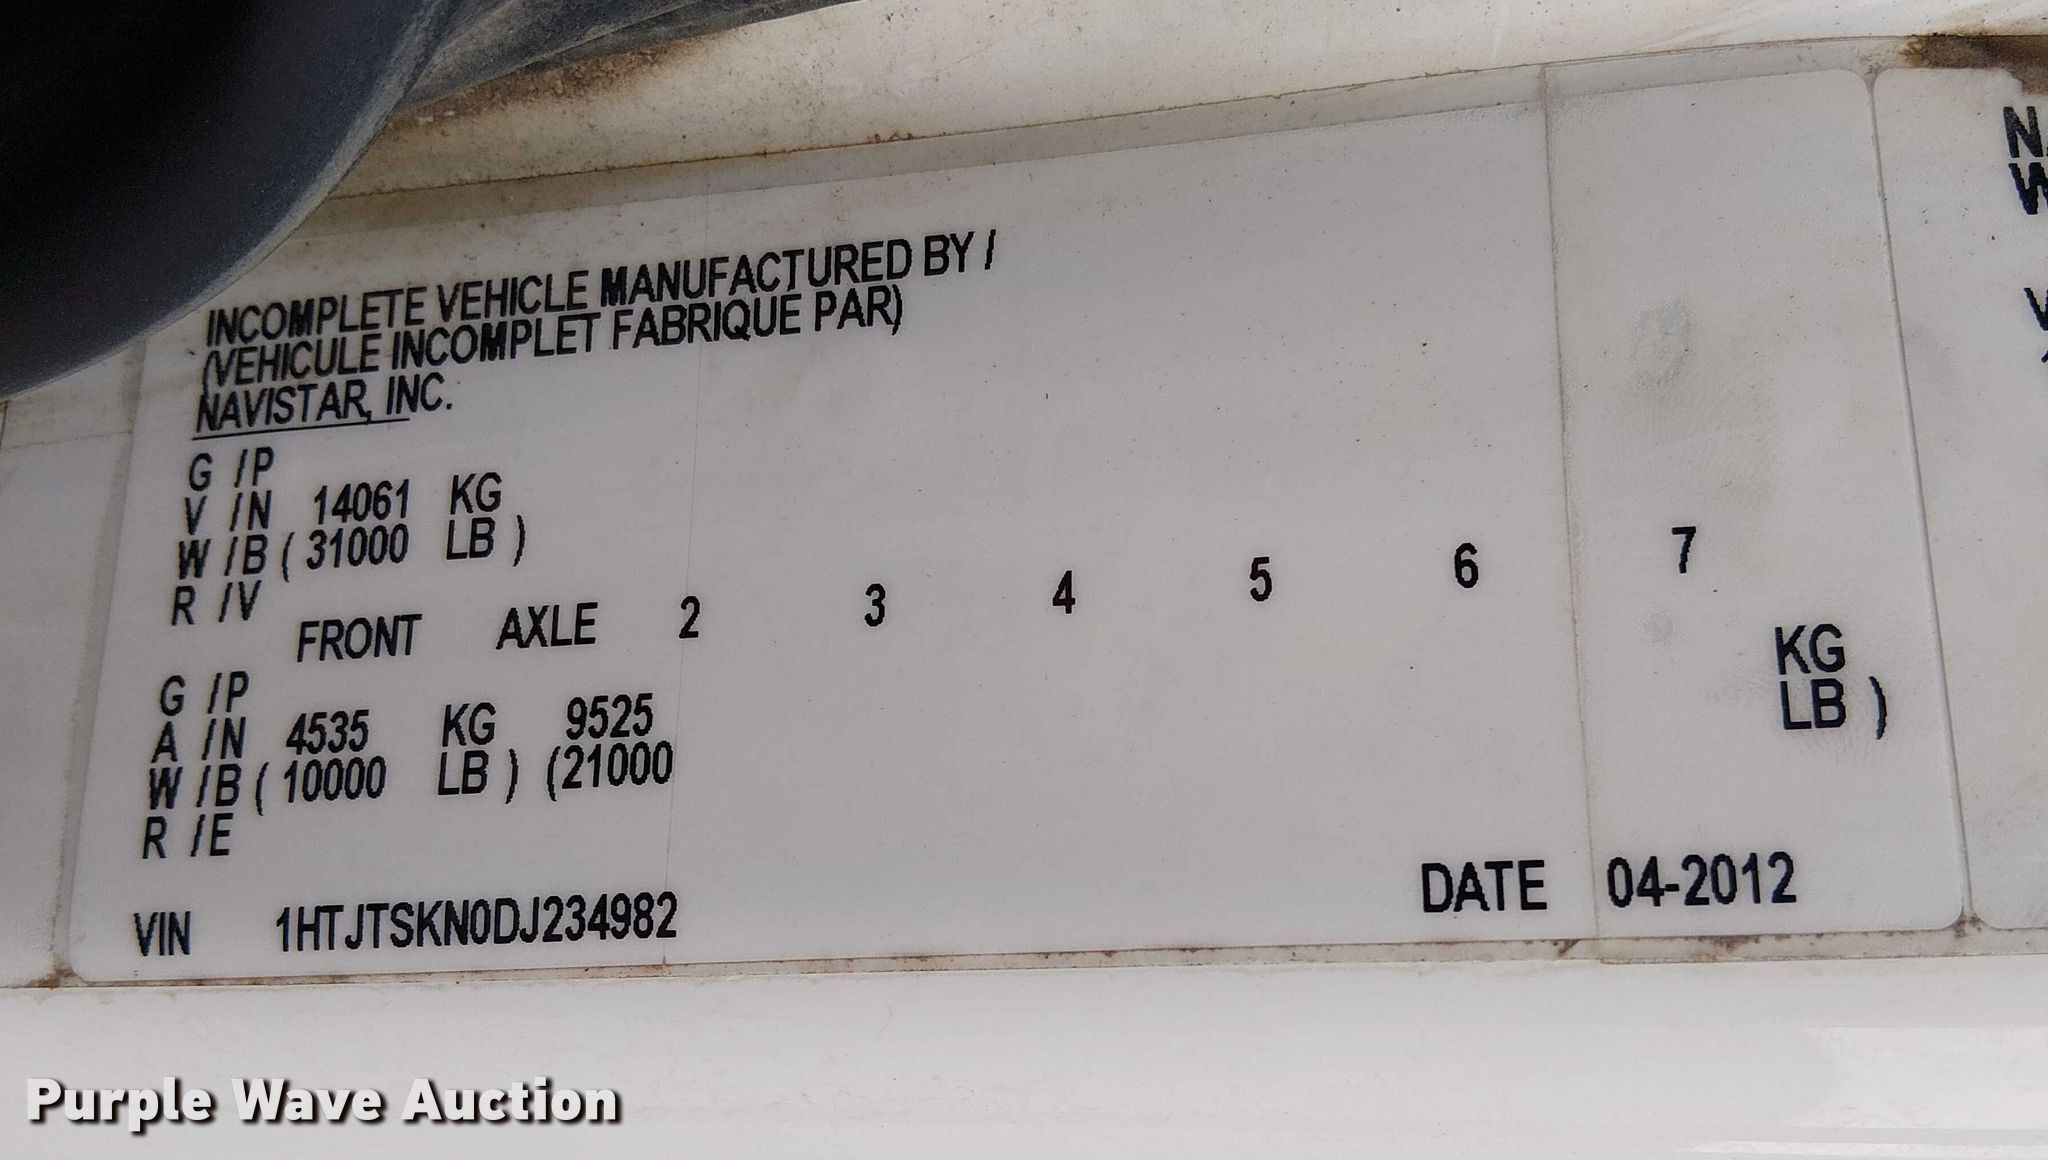 INCOMPLETE VEHICLE MANUFACTURED BY /
(VEHICULE INCOMPLET FABRIQUÉ PAR)
NAVISTAR, INC.
G /P
V /N 14061 KG
W /B ( 31000 LB )
R /V
FRONT AXLE 2 3 4 5 6 7
G /P
A /N 4535 KG 9525 KG
W /B ( 10000 LB ) (21000 LB )
R /E
VIN 1HTJTSKN0DJ234982 DATE 04-2012
Purple Wave Auction